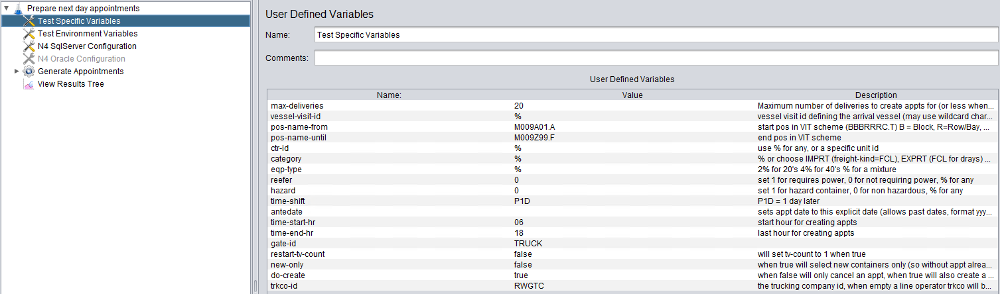 Prepare next day appointments
Test Specific Variables
Test Environment Variables
N4 SqlServer Configuration
N4 Oracle Configuration
Generate Appointments
View Results Tree
User Defined Variables
Name: Test Specific Variables
Comments:
User Defined Variables
Name: Value Description
max-deliveries 20 Maximum number of deliveries to create appts for (or less when...
vessel-visit-id % vessel visit id defining the arrival vessel (may use wildcard char...
pos-name-from M009A01.A start pos in VIT scheme (BBBRRRC.T) B = Block, R=Row/Bay, ...
pos-name-until M009Z99.F end pos in VIT scheme
ctr-id % use % for any, or a specific unit id
category % % or choose IMPRT (freight-kind=FCL), EXPRT (FCL for drays) ...
eqp-type % 2% for 20's 4% for 40's % for a mixture
reefer 0 set 1 for requires power, 0 for not requiring power, % for any
hazard 0 set 1 for hazard container, 0 for non hazardous, % for any
time-shift P1D P1D = 1 day later
antedate sets appt date to this explicit date (allows past dates, format yyy...
time-start-hr 06 start hour for creating appts
time-end-hr 18 last hour for creating appts
gate-id TRUCK
restart-tv-count false will set tv-count to 1 when true
new-only false when true will select new containers only (so without appt alrea...
do-create true when false will only cancel an appt, when true will also create a ...
trkco-id RWGTC the trucking company id, when empty a line operator trkco will b...